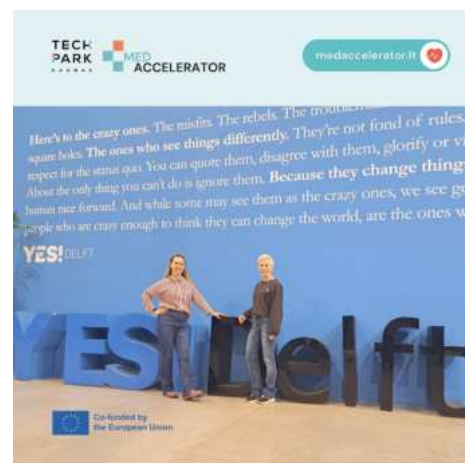 TECH
PARK
KAUNAS
MED
ACCELERATOR
medaccelerator.lt
Here's to the crazy ones. The misfits. The rebels. The
square holes. The ones who see things differently. They're not fond of rules.
respect for the status quo. You can quote them, disagree with them, glorify or
About the only thing you can't do is ignore them. Because they change thing
human race forward. And while some may see them as the crazy ones, we see
people who are crazy enough to think they can change the world, are the ones
YES! DELFT
YES! Delft
Co-funded by
the European Union